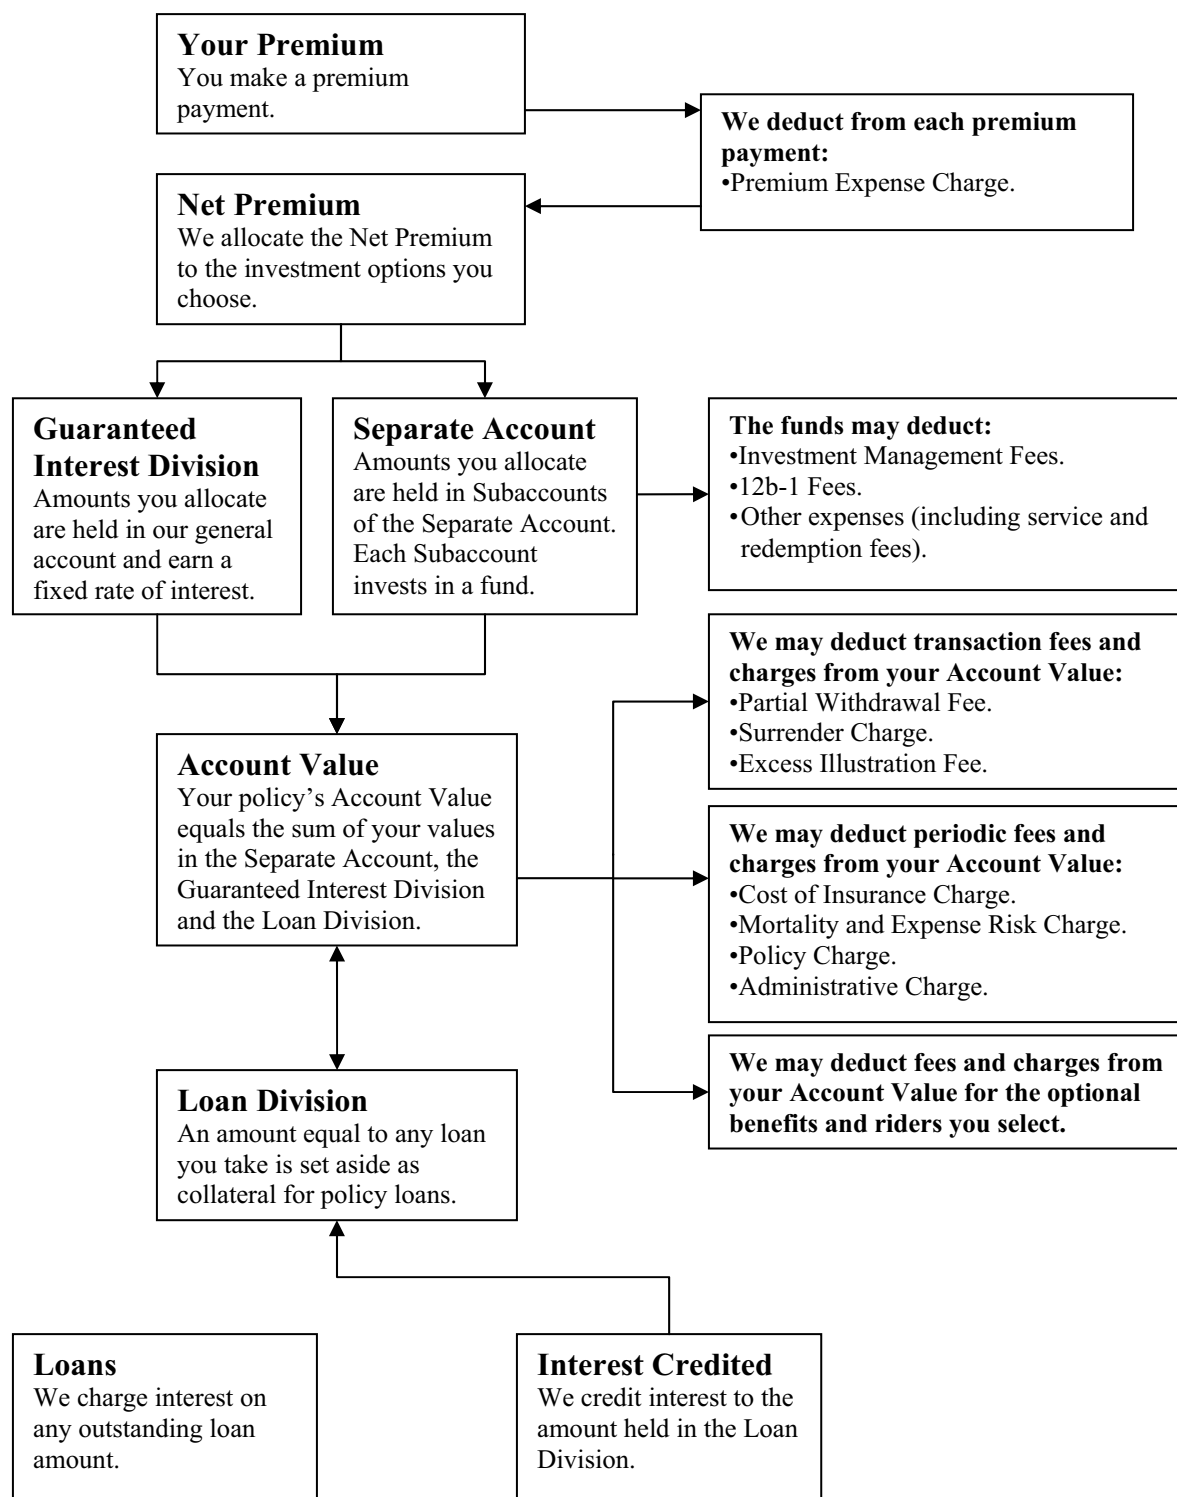 Your Premium
You make a premium
payment.
We deduct from each premium
payment:
•Premium Expense Charge.
Net Premium
We allocate the Net Premium
to the investment options you
choose.
Guaranteed
Interest Division
Amounts you allocate
are held in our general
account and earn a
fixed rate of interest.
Separate Account
Amounts you allocate
are held in Subaccounts
of the Separate Account.
Each Subaccount
invests in a fund.
The funds may deduct:
•Investment Management Fees.
•12b-1 Fees.
•Other expenses (including service and
redemption fees).
We may deduct transaction fees and
charges from your Account Value:
•Partial Withdrawal Fee.
•Surrender Charge.
•Excess Illustration Fee.
Account Value
Your policy’s Account Value
equals the sum of your values
in the Separate Account, the
Guaranteed Interest Division
and the Loan Division.
We may deduct periodic fees and
charges from your Account Value:
•Cost of Insurance Charge.
•Mortality and Expense Risk Charge.
•Policy Charge.
•Administrative Charge.
We may deduct fees and charges from
your Account Value for the optional
benefits and riders you select.
Loan Division
An amount equal to any loan
you take is set aside as
collateral for policy loans.
Loans
We charge interest on
any outstanding loan
amount.
Interest Credited
We credit interest to the
amount held in the Loan
Division.